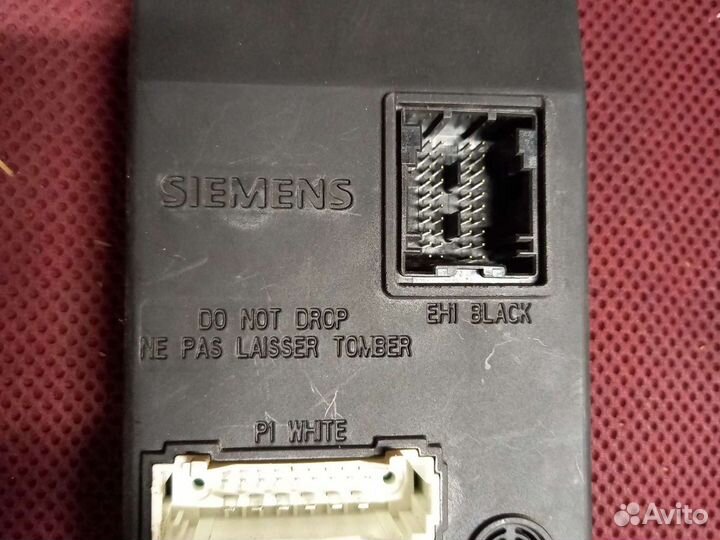 SIEMENS
EH1 BLACK
DO NOT DROP
NE PAS LAISSER TOMBER
P1 WHITE
Avito